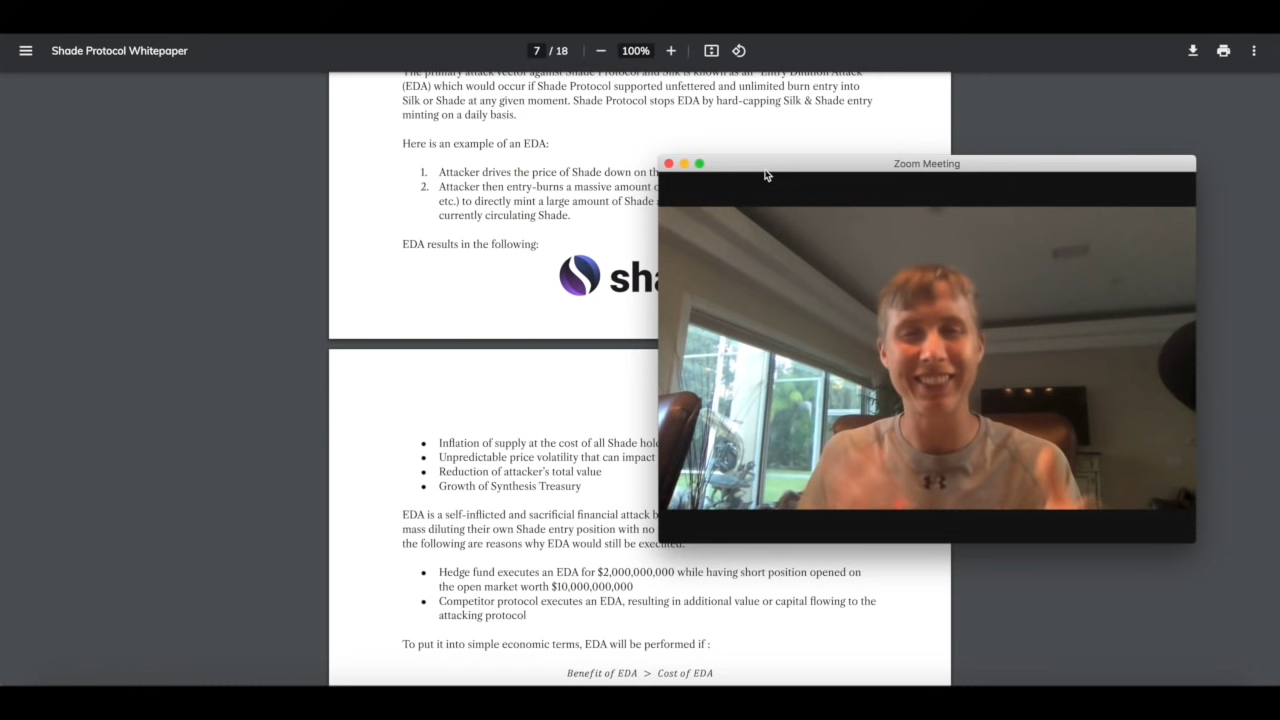 Shade Protocol Whitepaper
7 / 18
100%
The primary attack vector against Shade Protocol and Silk is known as an "Entry Dilution Attack"
(EDA) which would occur if Shade Protocol supported unfettered and unlimited burn entry into
Silk or Shade at any given moment. Shade Protocol stops EDA by hard-capping Silk & Shade entry
minting on a daily basis.
Here is an example of an EDA:
1. Attacker drives the price of Shade down on th
2. Attacker then entry-burns a massive amount o
etc.) to directly mint a large amount of Shade
currently circulating Shade.
EDA results in the following:
sha
Zoom Meeting
• Inflation of supply at the cost of all Shade hol
• Unpredictable price volatility that can impact
• Reduction of attacker's total value
• Growth of Synthesis Treasury
EDA is a self-inflicted and sacrificial financial attack b
mass diluting their own Shade entry position with no
the following are reasons why EDA would still be executed:
• Hedge fund executes an EDA for $2,000,000,000 while having short position opened on
the open market worth $10,000,000,000
• Competitor protocol executes an EDA, resulting in additional value or capital flowing to the
attacking protocol
To put it into simple economic terms, EDA will be performed if :
Benefit of EDA > Cost of EDA